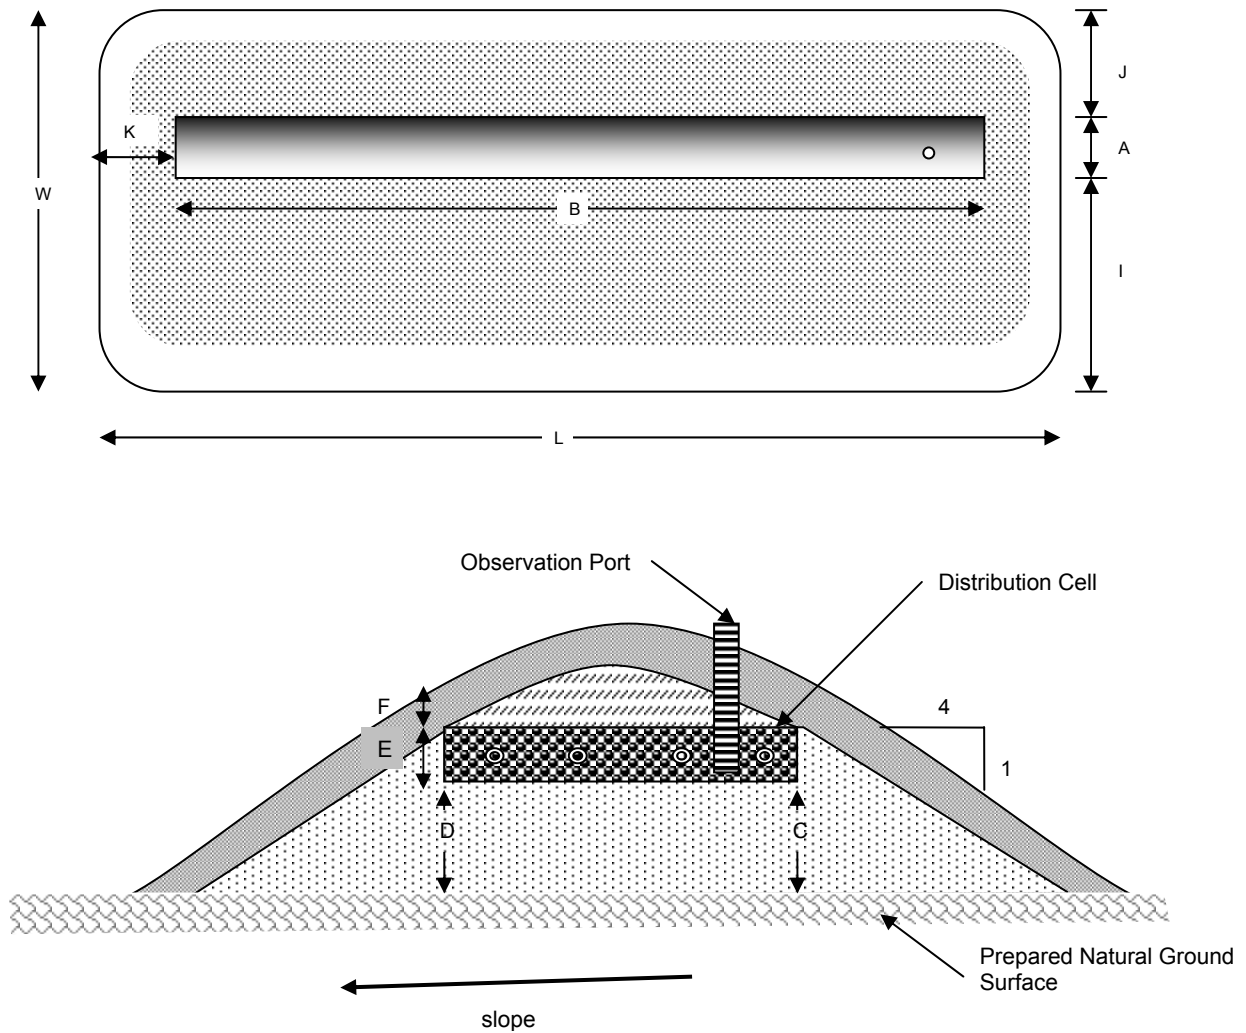 J
K
A
W
B
I
L
Observation Port
Distribution Cell
F
4
E
1
D
C
Prepared Natural Ground
Surface
slope